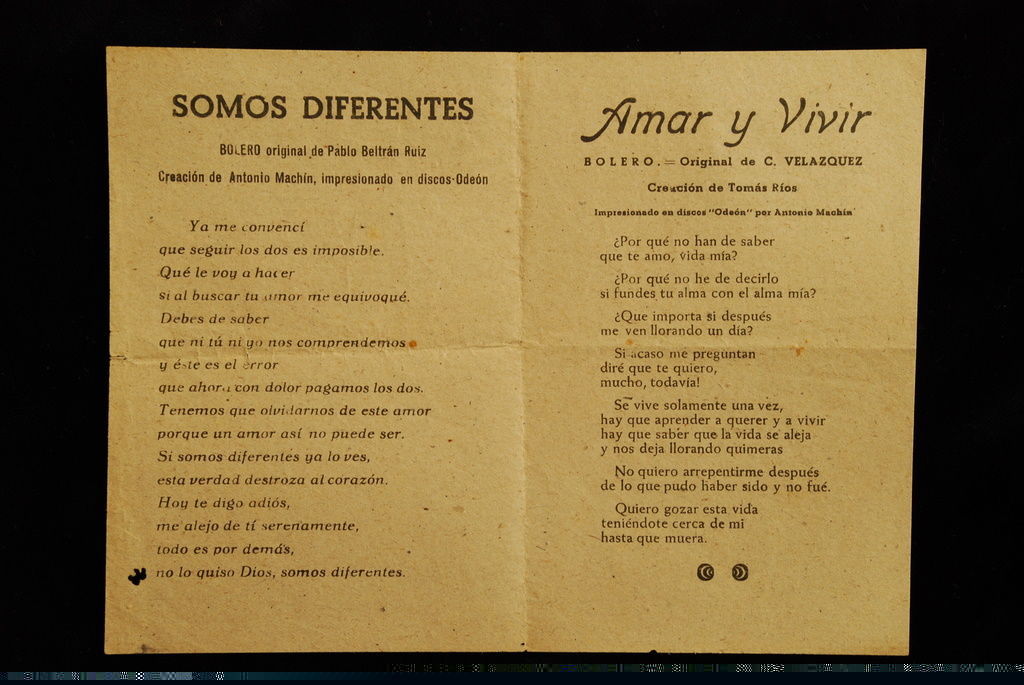 SOMOS DIFERENTES
BOLERO original de Pablo Beltrán Ruiz
Creación de Antonio Machín, impresionado en discos-Odeón
Ya me convencí
que seguir los dos es imposible.
Qué le voy a hacer
si al buscar tu amor me equivoqué.
Debes de saber
que ni tú ni yo nos comprendemos
y éste es el error
que ahora con dolor pagamos los dos.
Tenemos que olvidarnos de este amor
porque un amor así no puede ser.
Si somos diferentes ya lo ves,
esta verdad destroza al corazón.
Hoy te digo adiós,
me alejo de tí serenamente,
todo es por demás,
no lo quiso Dios, somos diferentes.
Amar y Vivir
BOLERO. = Original de C. VELAZQUEZ
Creación de Tomás Ríos
Impresionado en discos "Odeón" por Antonio Machín
¿Por qué no han de saber
que te amo, vida mía?
¿Por qué no he de decirlo
si fundes tu alma con el alma mía?
¿Que importa si después
me ven llorando un día?
Si acaso me preguntan
diré que te quiero,
mucho, todavía!
Se vive solamente una vez,
hay que aprender a querer y a vivir
hay que saber que la vida se aleja
y nos deja llorando quimeras
No quiero arrepentirme después
de lo que pudo haber sido y no fué.
Quiero gozar esta vida
teniéndote cerca de mi
hasta que muera.